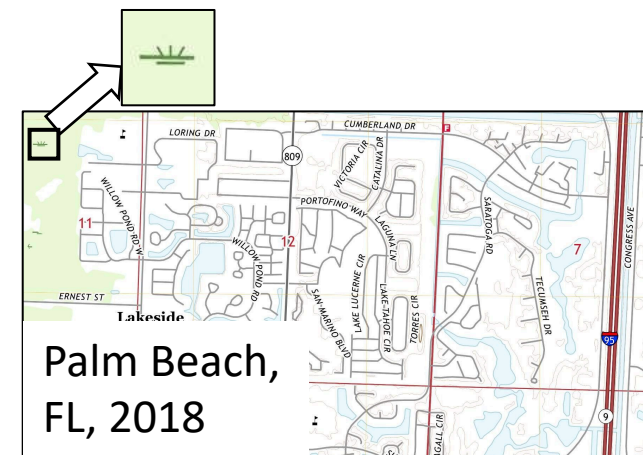 CUMBERLAND DR
LORING DR
809
VICTORIA CIR
CATALINA DR
WILLOW POND RD W
PORTOFINO WAY
SARATOGA RD
CONGRESS AVE
11
12
7
LAGUNA LN
WILLOW POND RD
LAKE LUCERNE CIR
LAKE-TAHOE CIR
TORRES CIR
TECUMSEH DR
ERNEST ST
SAN-MARINO BLVD
Lakeside
95
Palm Beach,
FL, 2018
9
AGALL CIR